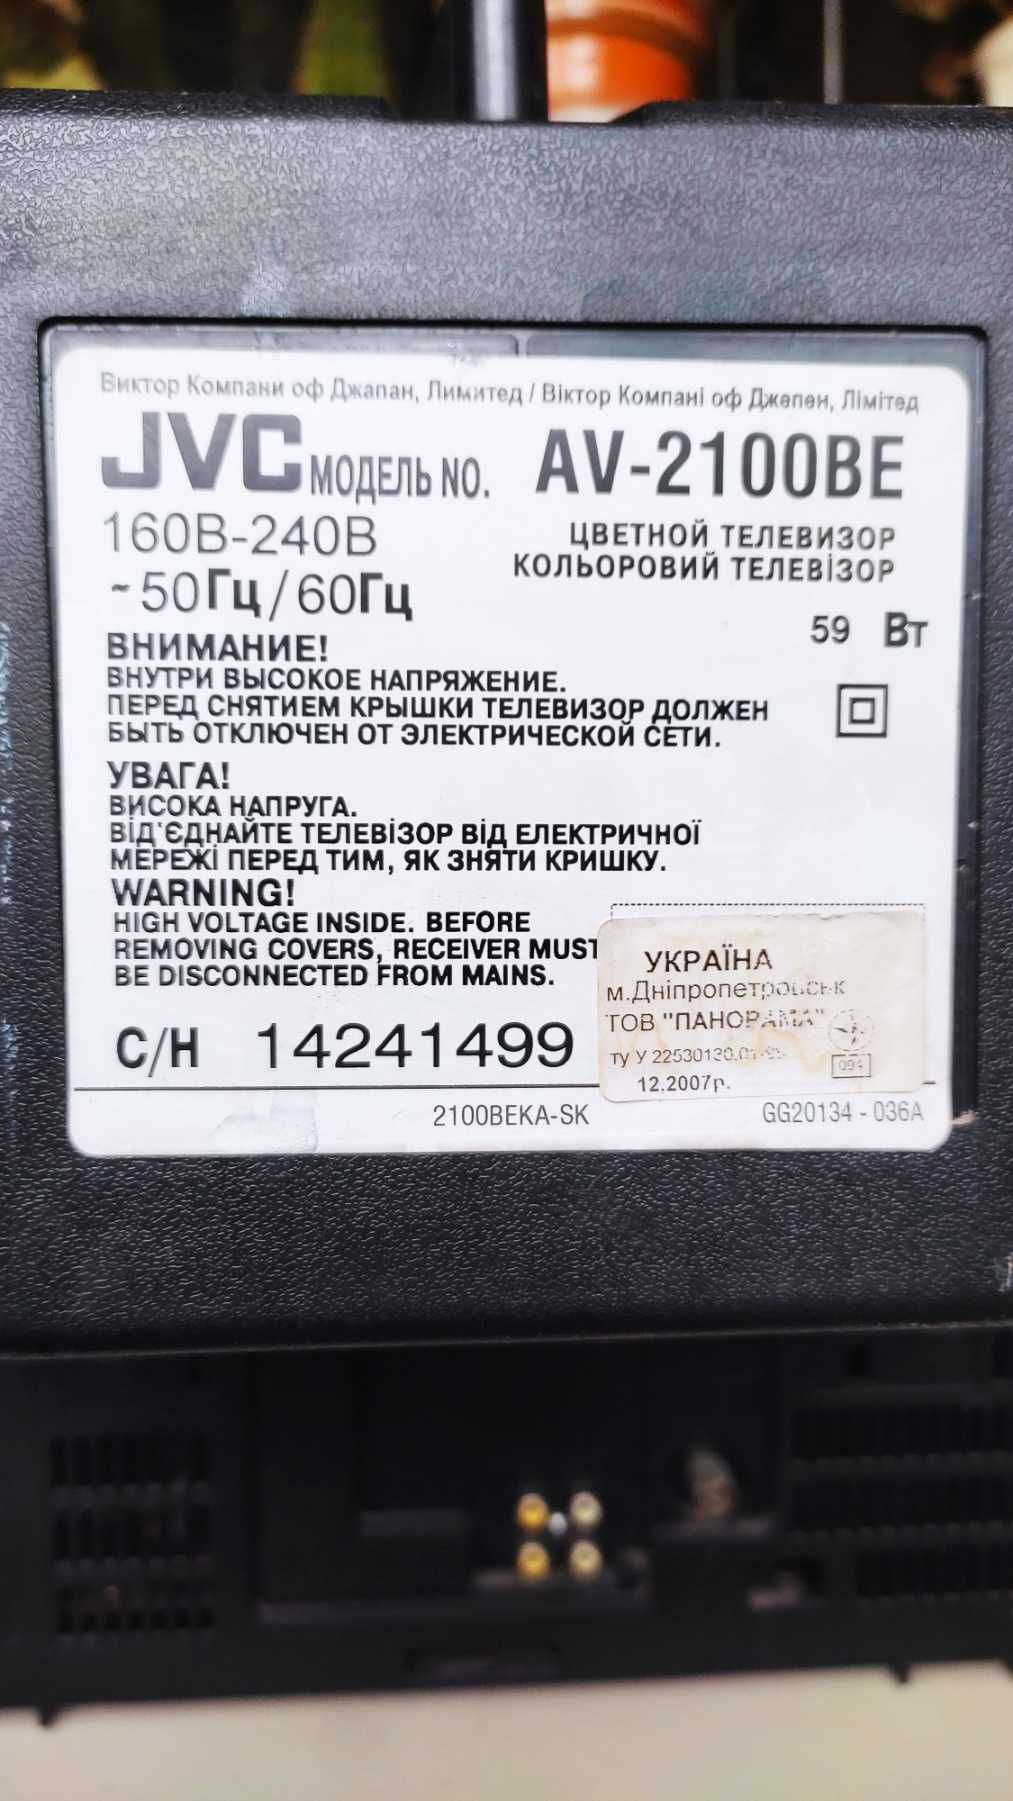 Виктор Компани оф Джапан, Лимитед / Віктор Компані оф Джепен, Лімітед
JVC МОДЕЛЬ NO. AV-2100BE
160В-240В
ЦВЕТНОЙ ТЕЛЕВИЗОР
КОЛЬОРОВИЙ ТЕЛЕВІЗОР
~50Гц/60Гц
59 Вт
ВНИМАНИЕ!
ВНУТРИ ВЫСОКОЕ НАПРЯЖЕНИЕ.
ПЕРЕД СНЯТИЕМ КРЫШКИ ТЕЛЕВИЗОР ДОЛЖЕН
БЫТЬ ОТКЛЮЧЕН ОТ ЭЛЕКТРИЧЕСКОЙ СЕТИ.
УВАГА!
ВИСОКА НАПРУГА.
ВІД'ЄДНАЙТЕ ТЕЛЕВІЗОР ВІД ЕЛЕКТРИЧНОЇ
МЕРЕЖІ ПЕРЕД ТИМ, ЯК ЗНЯТИ КРИШКУ.
WARNING!
HIGH VOLTAGE INSIDE. BEFORE
REMOVING COVERS, RECEIVER MUST
BE DISCONNECTED FROM MAINS.
С/Н 14241499
УКРАЇНА
м.Дніпропетровськ
ТОВ "ПАНОРАМА"
ту У
12.2007р.
2100BEKA-SK
GG20134 - 036A